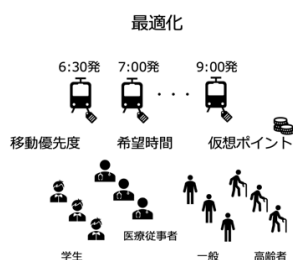 最適化
6:30発 7:00発 9:00発
・・・
移動優先度 希望時間 仮想ポイント
医療従事者
学生 一般 高齢者